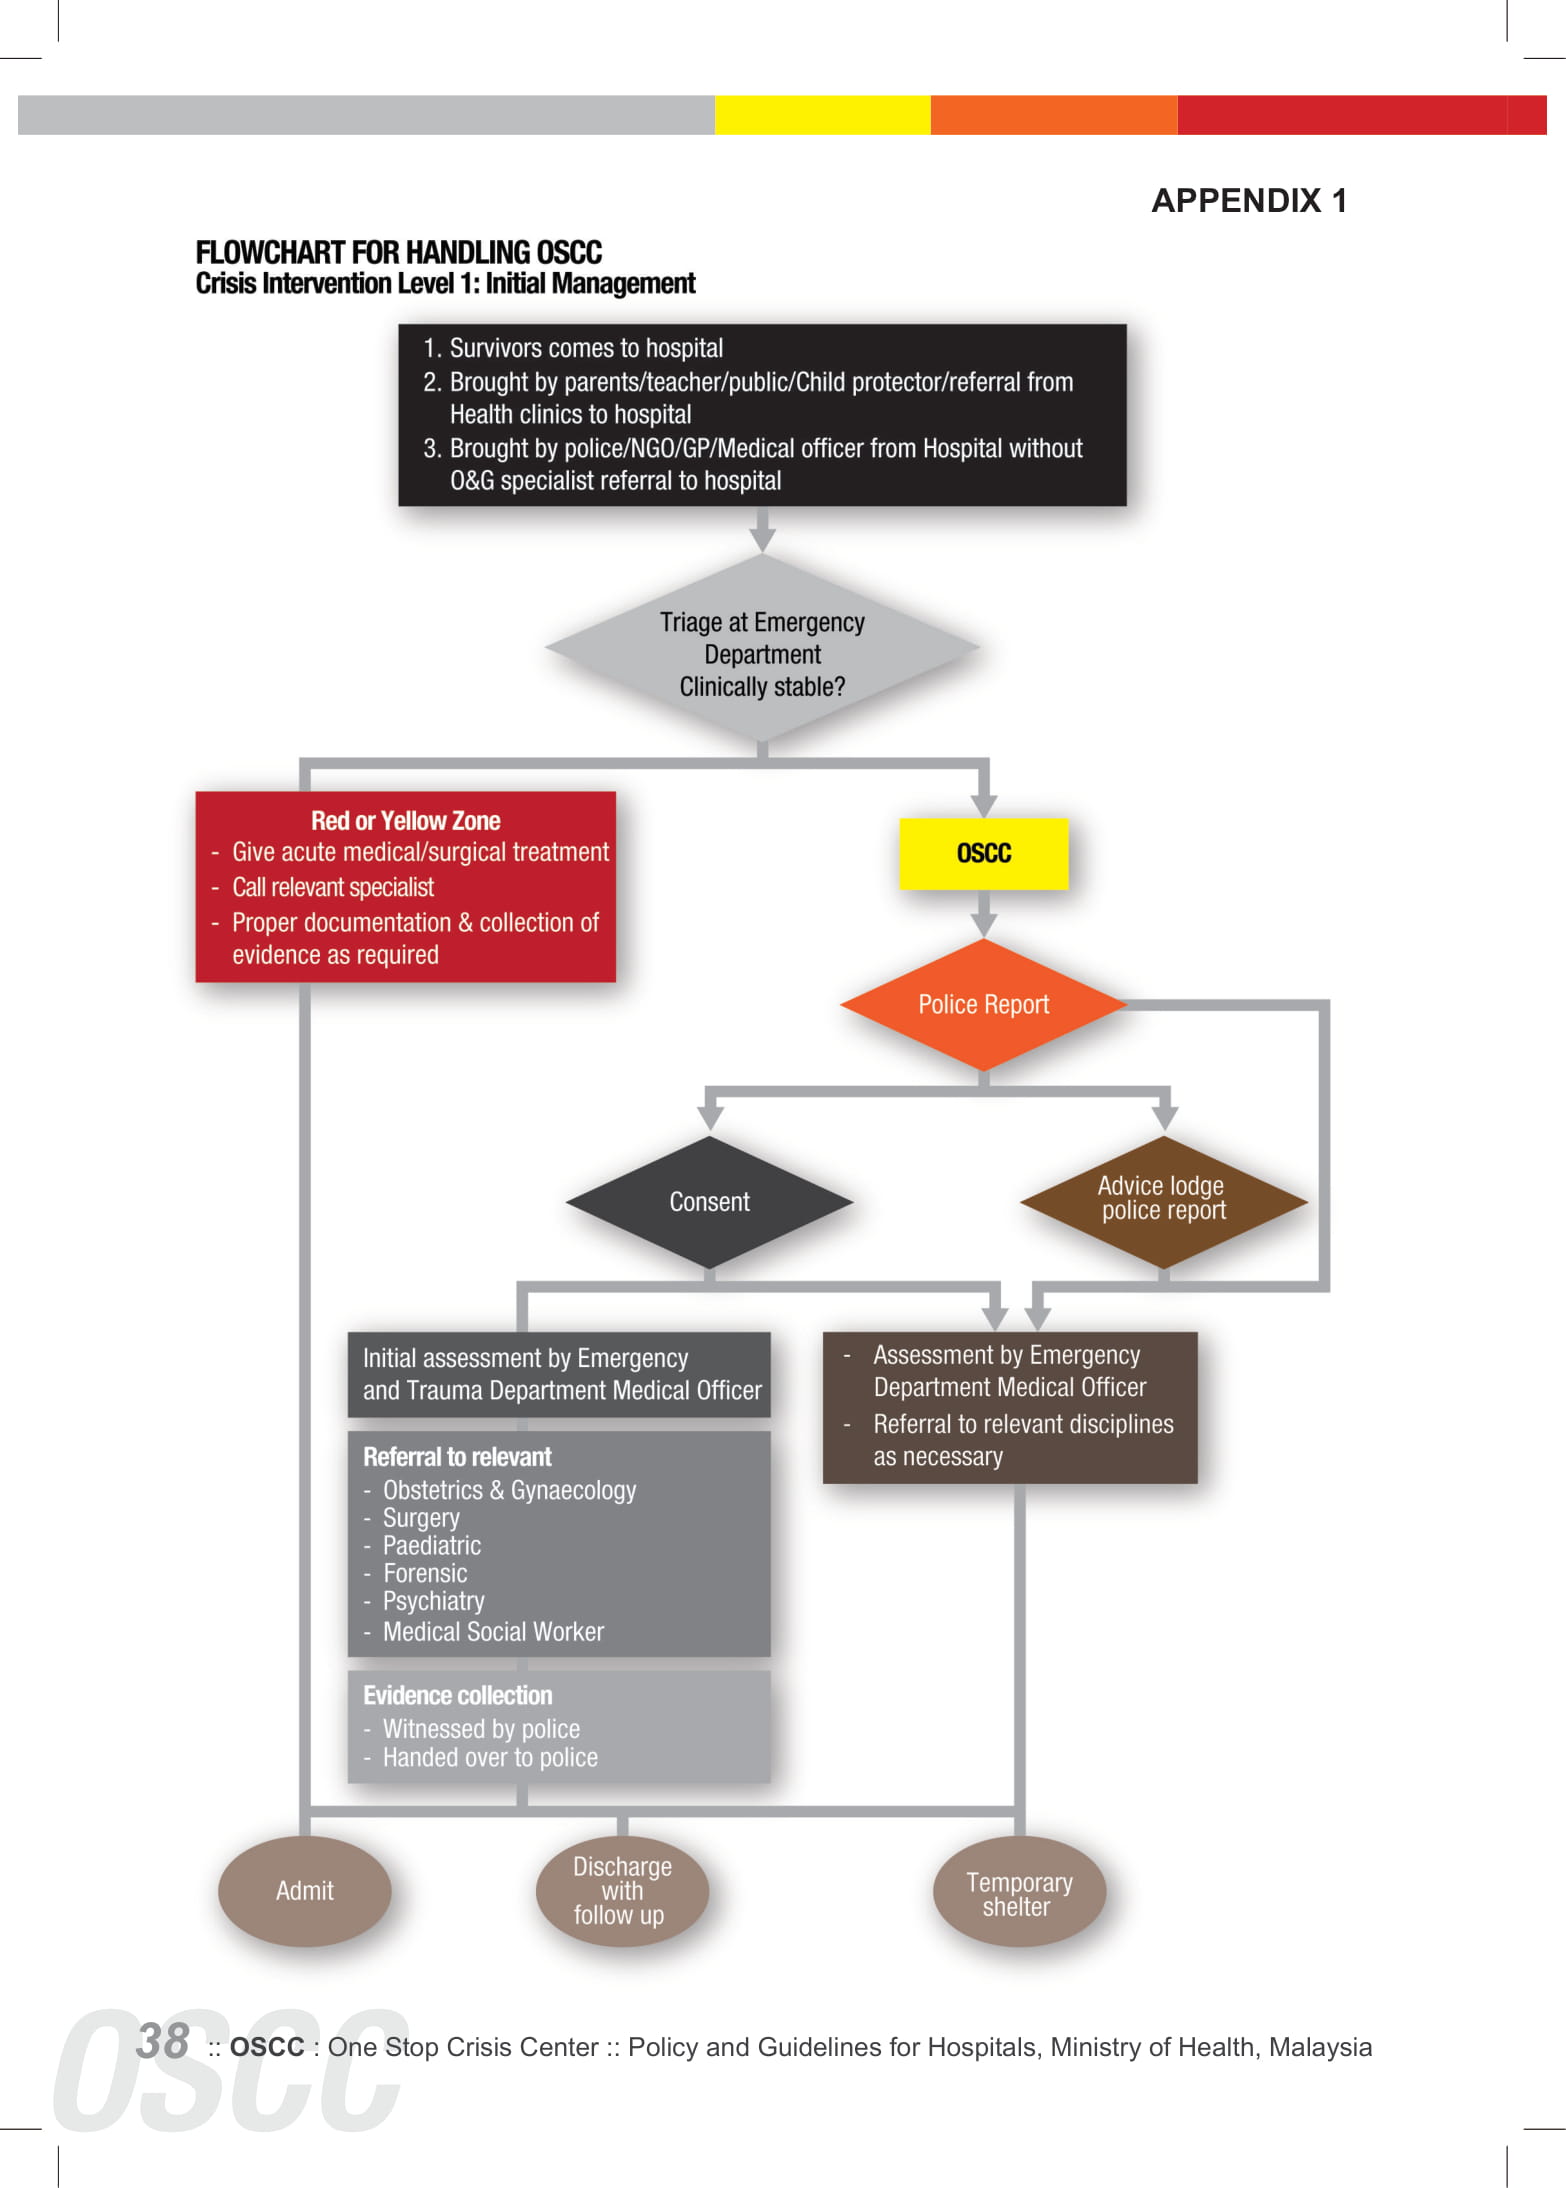 APPENDIX 1
FLOWCHART FOR HANDLING OSCC
Crisis Intervention Level 1: Initial Management
1. Survivors comes to hospital
2. Brought by parents/teacher/public/Child protector/referral from
Health clinics to hospital
3. Brought by police/NGO/GP/Medical officer from Hospital without
O&G specialist referral to hospital
Triage at Emergency
Department
Clinically stable?
Red or Yellow Zone
- Give acute medical/surgical treatment
- Call relevant specialist
- Proper documentation & collection of
evidence as required
OSCC
Police Report
Consent
Advice lodge
police report
Initial assessment by Emergency
and Trauma Department Medical Officer
Referral to relevant
- Obstetrics & Gynaecology
- Surgery
- Paediatric
- Forensic
- Psychiatry
- Medical Social Worker
Evidence collection
- Witnessed by police
- Handed over to police
- Assessment by Emergency
Department Medical Officer
- Referral to relevant disciplines
as necessary
Admit
Discharge
with
follow up
Temporary
shelter
OSCC
38 :: OSCC : One Stop Crisis Center :: Policy and Guidelines for Hospitals, Ministry of Health, Malaysia